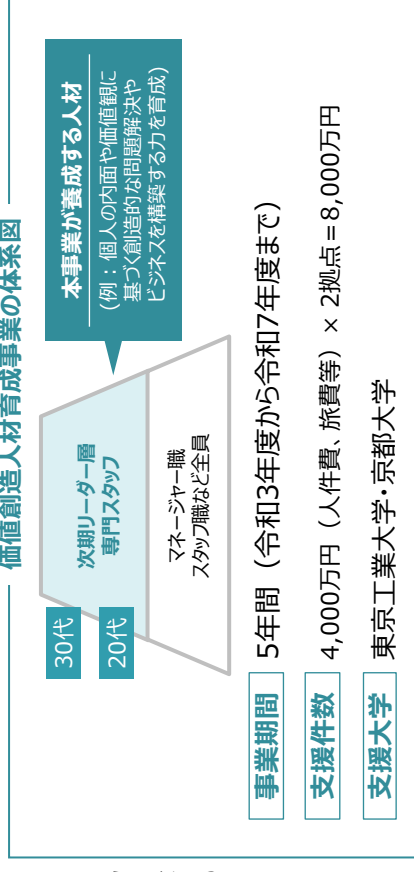 価値創造人材育成事業の体系図
30代
20代
次期リーダー層
専門スタッフ
マネージャー職
スタッフ職など全員
本事業が養成する人材
(例：個人の内面や価値観に
基づく創造的な問題解決や
ビジネスを構築する力を育成)
事業期間 5年間（令和3年度から令和7年度まで）
支援件数 4,000万円（人件費、旅費等）× 2拠点＝8,000万円
支援大学 東京工業大学・京都大学